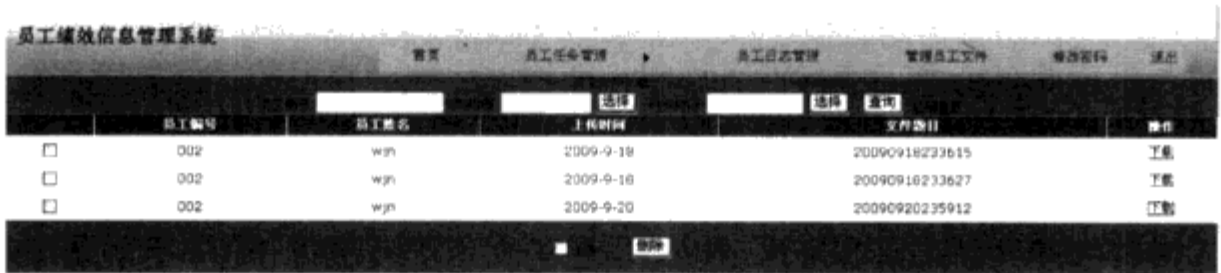 员工绩效信息管理系统
首页 员工任务管理 员工日志管理 管理员工文件 修改密码 退出
选择 选择 查询
员工编号 员工姓名 上传时间 文件题目 操作
002 wjn 2009-9-18 20090918233615 下载
002 wjn 2009-9-18 20090918233627 下载
002 wjn 2009-9-20 20090920235912 下载
删除